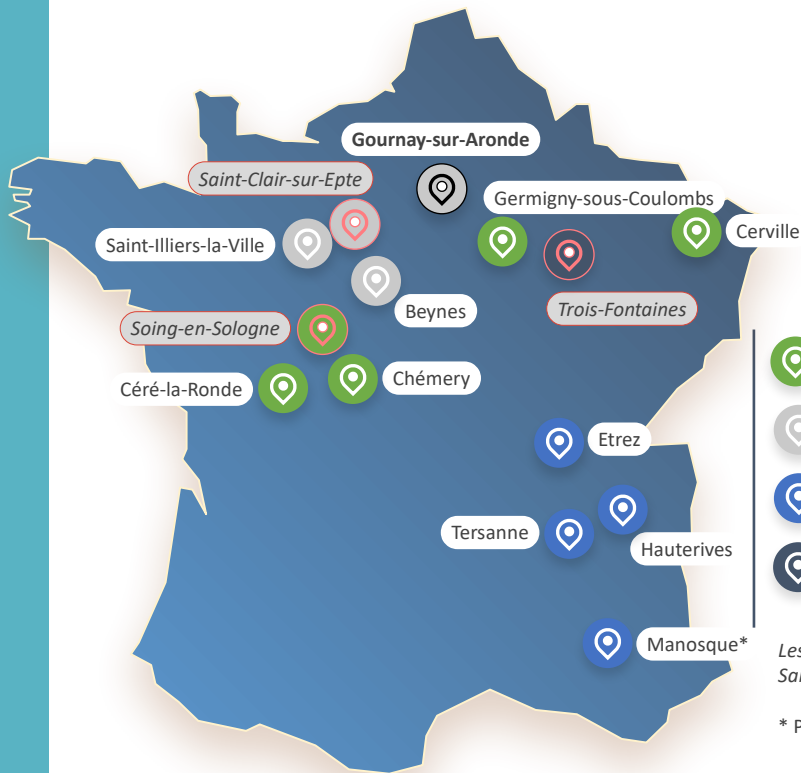 Gournay-sur-Aronde
Saint-Clair-sur-Epte
Germigny-sous-Coulombs
Saint-Illiers-la-Ville
Cerville
Beynes
Trois-Fontaines
Soing-en-Sologne
Céré-la-Ronde
Chémery
Etrez
Tersanne
Hauterives
Manosque*
Les
* P